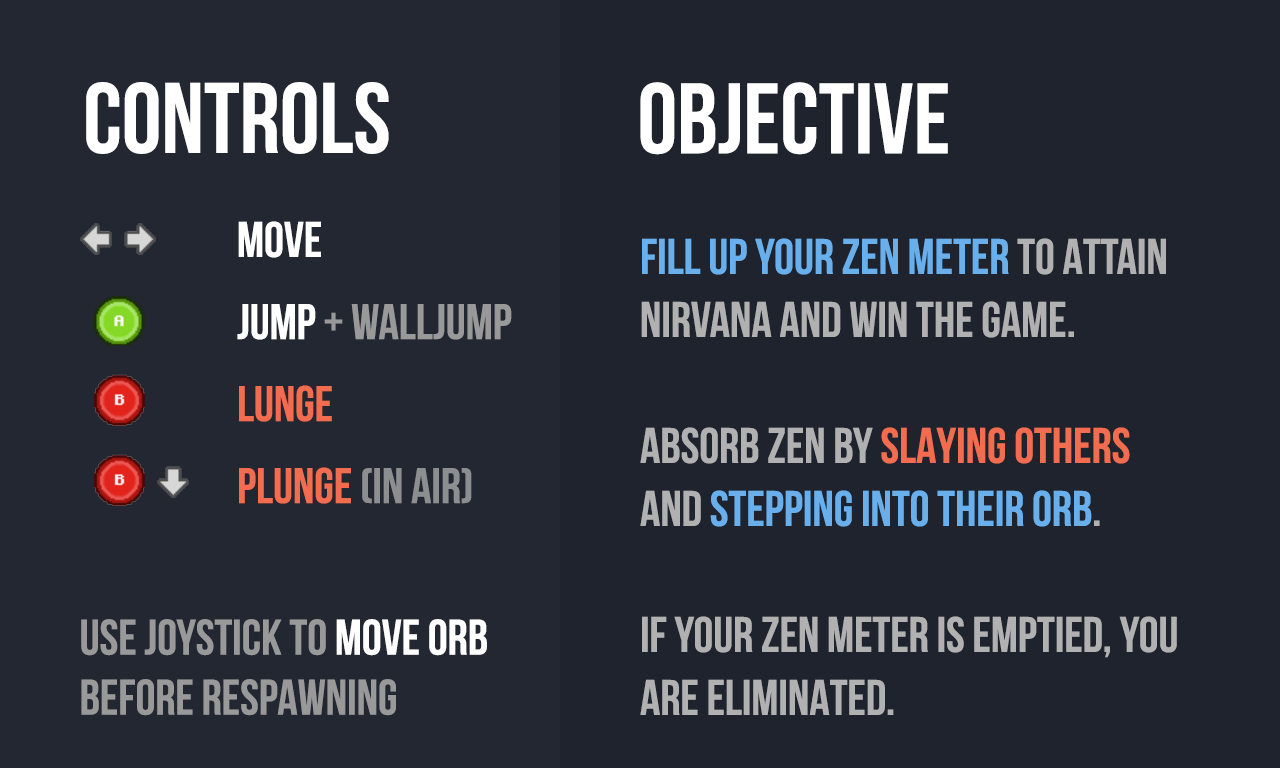 CONTROLS
MOVE
A
JUMP + WALLJUMP
B
LUNGE
B
PLUNGE (IN AIR)
USE JOYSTICK TO MOVE ORB
BEFORE RESPAWNING
OBJECTIVE
FILL UP YOUR ZEN METER TO ATTAIN
NIRVANA AND WIN THE GAME.
ABSORB ZEN BY SLAYING OTHERS
AND STEPPING INTO THEIR ORB.
IF YOUR ZEN METER IS EMPTIED, YOU
ARE ELIMINATED.